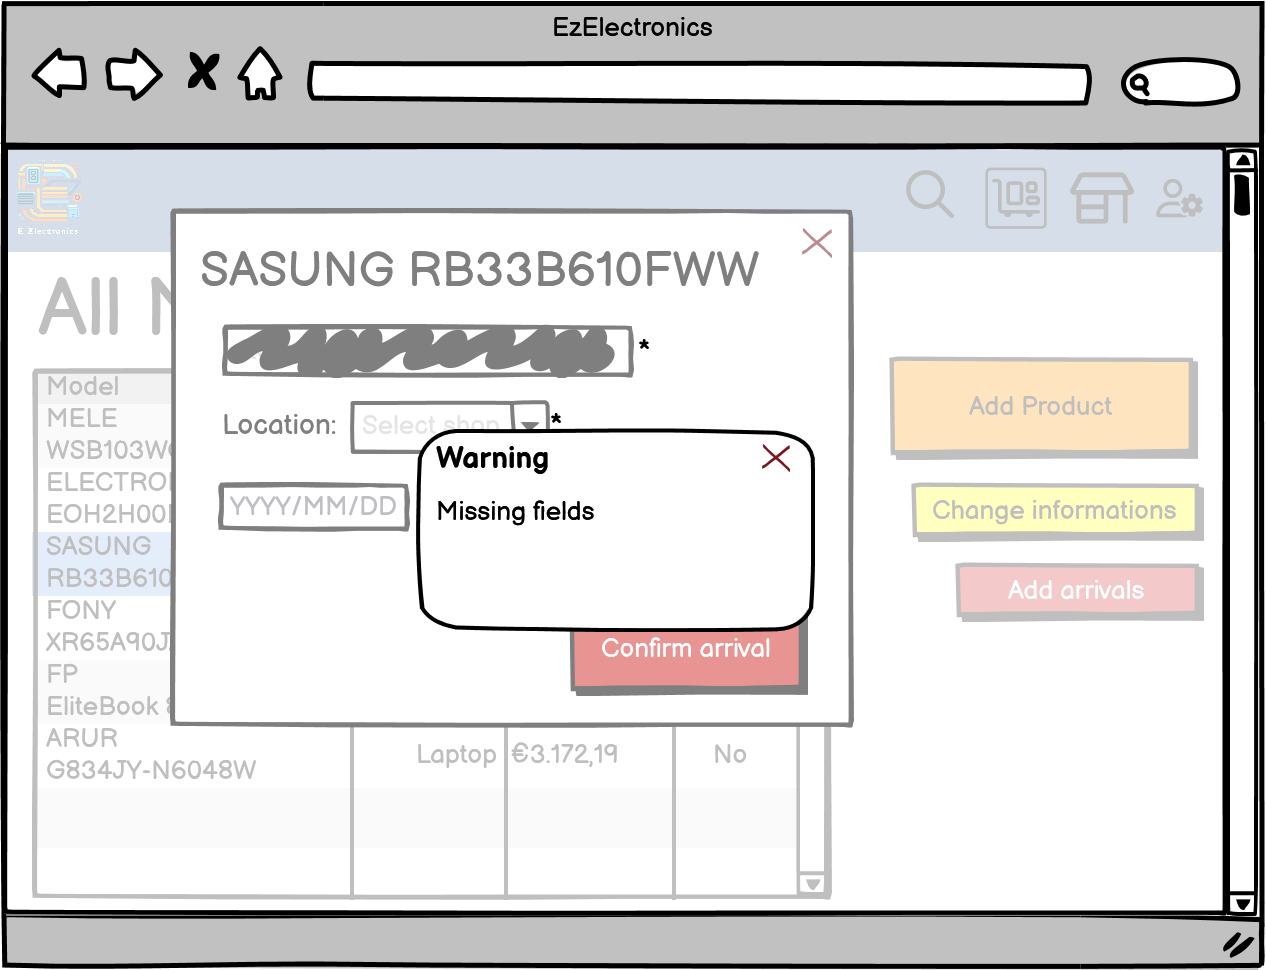 EzElectronics
E Electronics
SASUNG RB33B610FWW
All
*
Model
MELE
Location: Select shop *
Add Product
WSB103W
Warning
ELECTRO
Missing fields
YYYY/MM/DD
EOH2H00
Change informations
SASUNG
RB33B610
Add arrivals
FONY
XR65A90J
Confirm arrival
FP
EliteBook
ARUR
G834JY-N6048W
Laptop €3.172,19 No